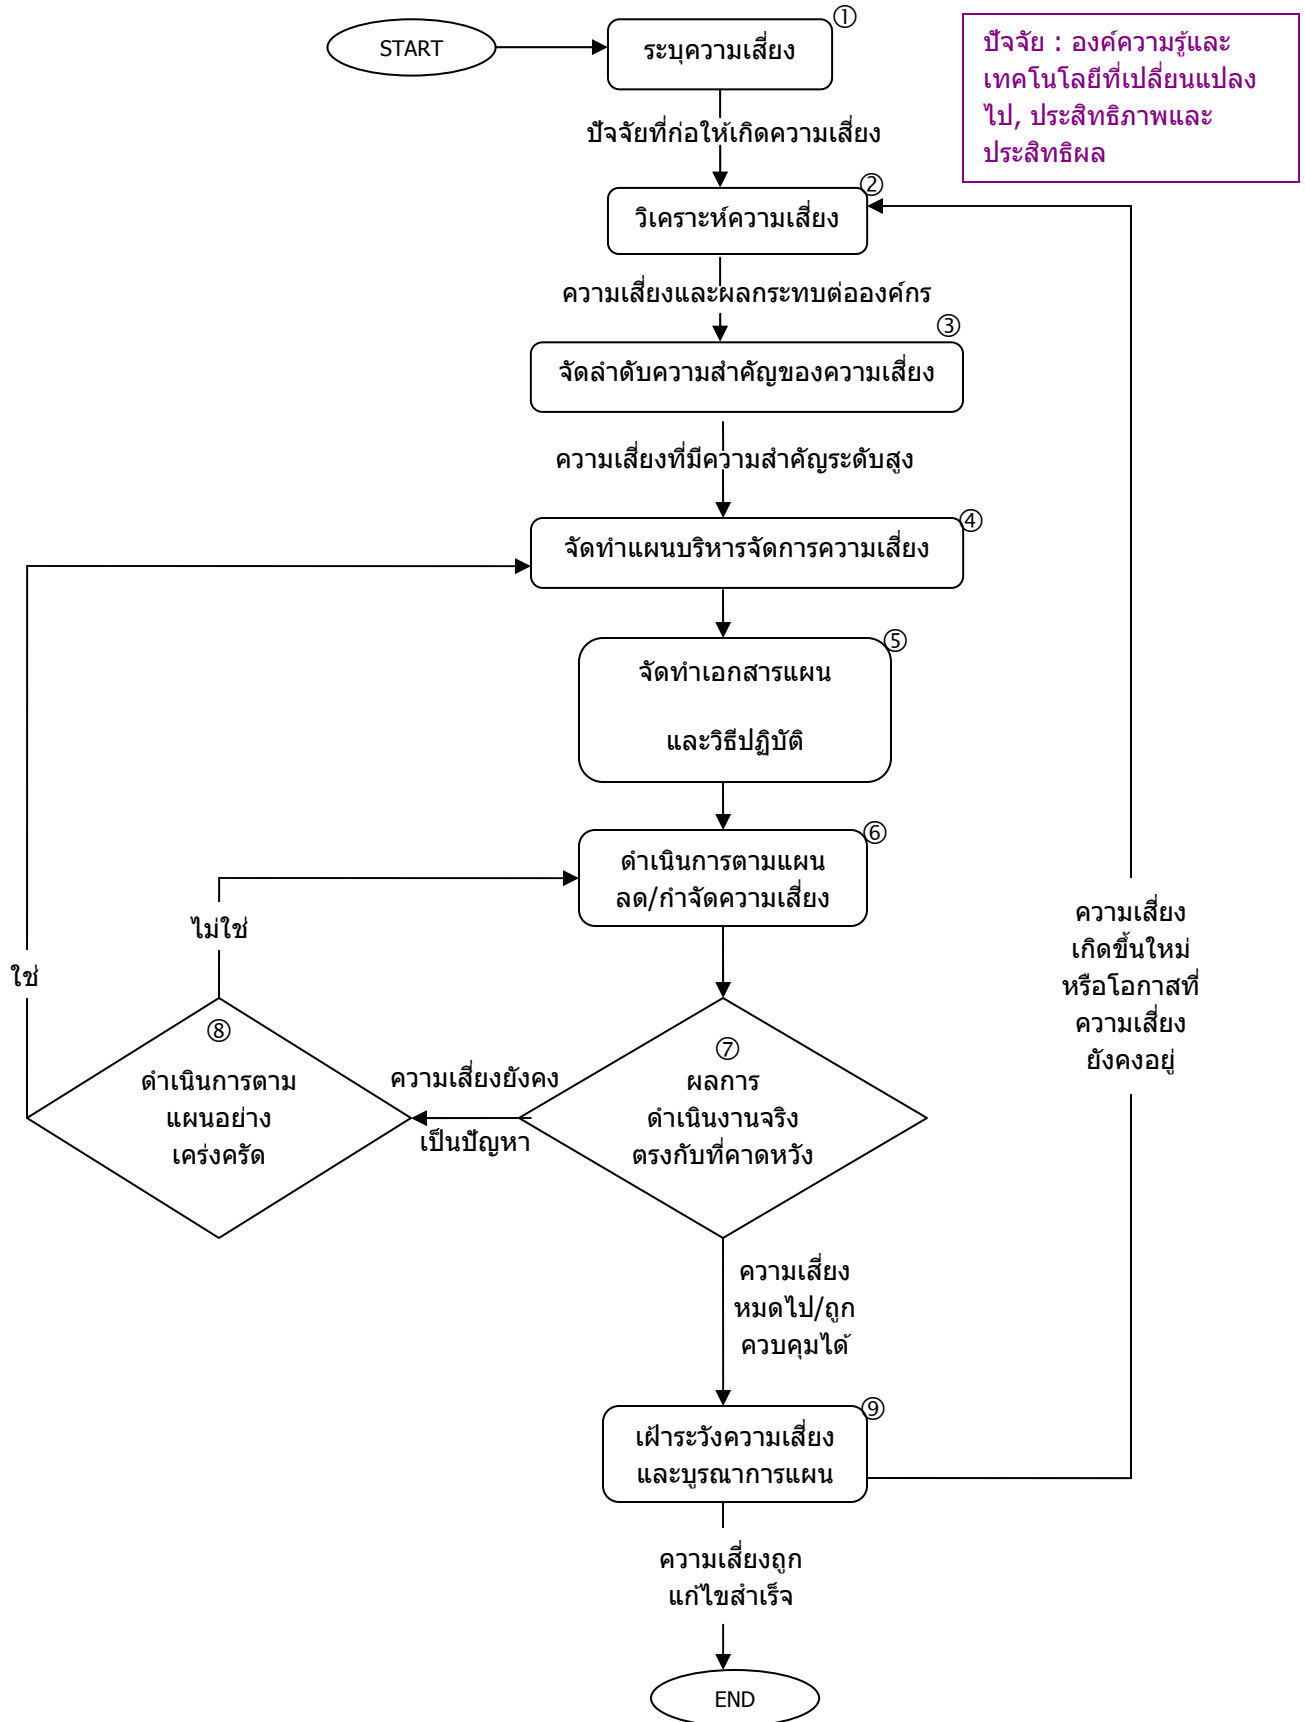 START
①
ระบุความเสี่ยง
ปัจจัย : องค์ความรู้และ
เทคโนโลยีที่เปลี่ยนแปลง
ไป, ประสิทธิภาพและ
ประสิทธิผล
ปัจจัยที่ก่อให้เกิดความเสี่ยง
②
วิเคราะห์ความเสี่ยง
ความเสี่ยงและผลกระทบต่อองค์กร
③
จัดลำดับความสำคัญของความเสี่ยง
ความเสี่ยงที่มีความสำคัญระดับสูง
④
จัดทำแผนบริหารจัดการความเสี่ยง
⑤
จัดทำเอกสารแผน
และวิธีปฏิบัติ
⑥
ดำเนินการตามแผน
ลด/กำจัดความเสี่ยง
ไม่ใช่
ใช่
ความเสี่ยง
เกิดขึ้นใหม่
หรือโอกาสที่
ความเสี่ยง
ยังคงอยู่
⑧
ดำเนินการตาม
แผนอย่าง
เคร่งครัด
ความเสี่ยงยังคง
เป็นปัญหา
⑦
ผลการ
ดำเนินงานจริง
ตรงกับที่คาดหวัง
ความเสี่ยง
หมดไป/ถูก
ควบคุมได้
⑨
เฝ้าระวังความเสี่ยง
และบูรณาการแผน
ความเสี่ยงถูก
แก้ไขสำเร็จ
END